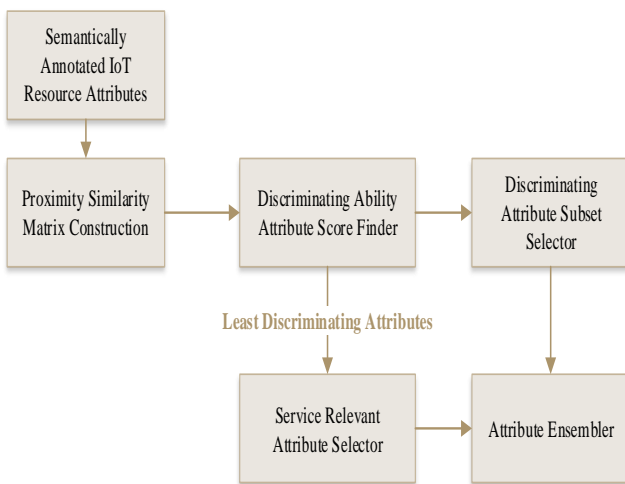 Semantically
Annotated IoT
Resource Attributes
Proximity Similarity
Matrix Construction
Discriminating Ability
Attribute Score Finder
Discriminating
Attribute Subset
Selector
Least Discriminating Attributes
Service Relevant
Attribute Selector
Attribute Ensembler